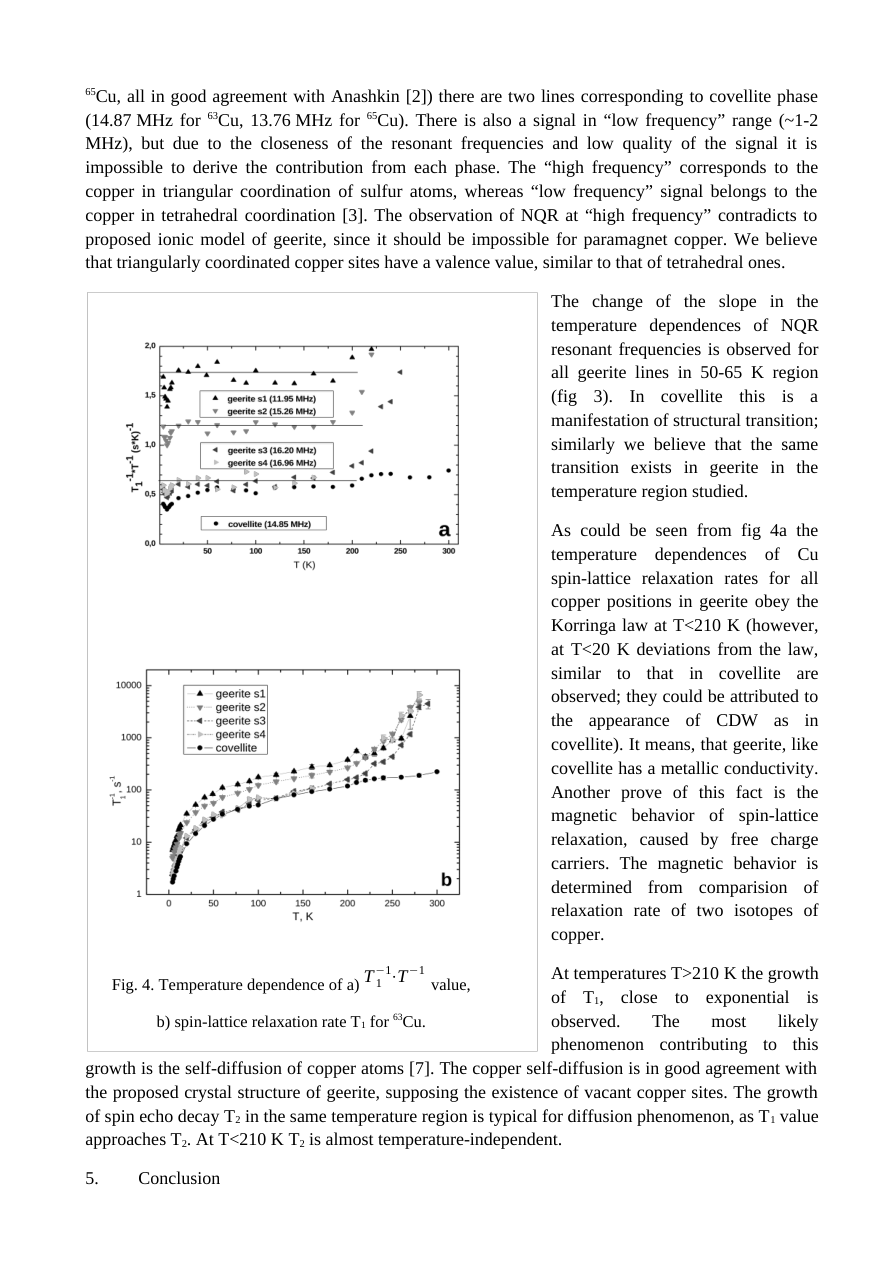 ⁶⁵Cu, all in good agreement with Anashkin [2]) there are two lines corresponding to covellite phase
(14.87 MHz for ⁶³Cu, 13.76 MHz for ⁶⁵Cu). There is also a signal in “low frequency” range (~1-2
MHz), but due to the closeness of the resonant frequencies and low quality of the signal it is
impossible to derive the contribution from each phase. The “high frequency” corresponds to the
copper in triangular coordination of sulfur atoms, whereas “low frequency” signal belongs to the
copper in tetrahedral coordination [3]. The observation of NQR at “high frequency” contradicts to
proposed ionic model of geerite, since it should be impossible for paramagnet copper. We believe
that triangularly coordinated copper sites have a valence value, similar to that of tetrahedral ones.
2,0
1,5
1,0
0,5
0,0
T₁⁻¹*T⁻¹ (s*K)⁻¹
geerite s1 (11.95 MHz)
geerite s2 (15.26 MHz)
geerite s3 (16.20 MHz)
geerite s4 (16.96 MHz)
covellite (14.85 MHz)
a
50 100 150 200 250 300
T (K)
10000
1000
100
10
1
T₁⁻¹, s⁻¹
geerite s1
geerite s2
geerite s3
geerite s4
covellite
b
0 50 100 150 200 250 300
T, K
Fig. 4. Temperature dependence of a) T₁⁻¹·T⁻¹ value,
b) spin-lattice relaxation rate T₁ for ⁶³Cu.
The change of the slope in the
temperature dependences of NQR
resonant frequencies is observed for
all geerite lines in 50-65 K region
(fig 3). In covellite this is a
manifestation of structural transition;
similarly we believe that the same
transition exists in geerite in the
temperature region studied.
As could be seen from fig 4a the
temperature dependences of Cu
spin-lattice relaxation rates for all
copper positions in geerite obey the
Korringa law at T<210 K (however,
at T<20 K deviations from the law,
similar to that in covellite are
observed; they could be attributed to
the appearance of CDW as in
covellite). It means, that geerite, like
covellite has a metallic conductivity.
Another prove of this fact is the
magnetic behavior of spin-lattice
relaxation, caused by free charge
carriers. The magnetic behavior is
determined from comparision of
relaxation rate of two isotopes of
copper.
At temperatures T>210 K the growth
of T₁, close to exponential is
observed. The most likely
phenomenon contributing to this
growth is the self-diffusion of copper atoms [7]. The copper self-diffusion is in good agreement with
the proposed crystal structure of geerite, supposing the existence of vacant copper sites. The growth
of spin echo decay T₂ in the same temperature region is typical for diffusion phenomenon, as T₁ value
approaches T₂. At T<210 K T₂ is almost temperature-independent.
5. Conclusion